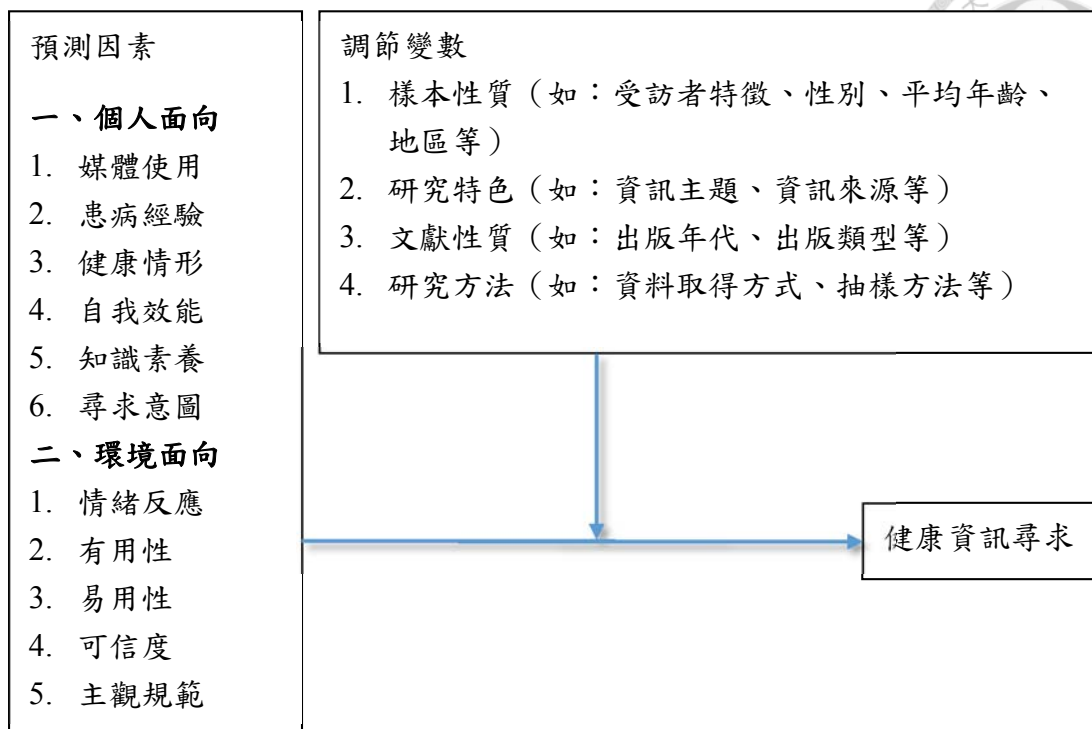 預測因素
一、個人面向
1. 媒體使用
2. 患病經驗
3. 健康情形
4. 自我效能
5. 知識素養
6. 尋求意圖
二、環境面向
1. 情緒反應
2. 有用性
3. 易用性
4. 可信度
5. 主觀規範
調節變數
1. 樣本性質（如：受訪者特徵、性別、平均年齡、
地區等）
2. 研究特色（如：資訊主題、資訊來源等）
3. 文獻性質（如：出版年代、出版類型等）
4. 研究方法（如：資料取得方式、抽樣方法等）
健康資訊尋求